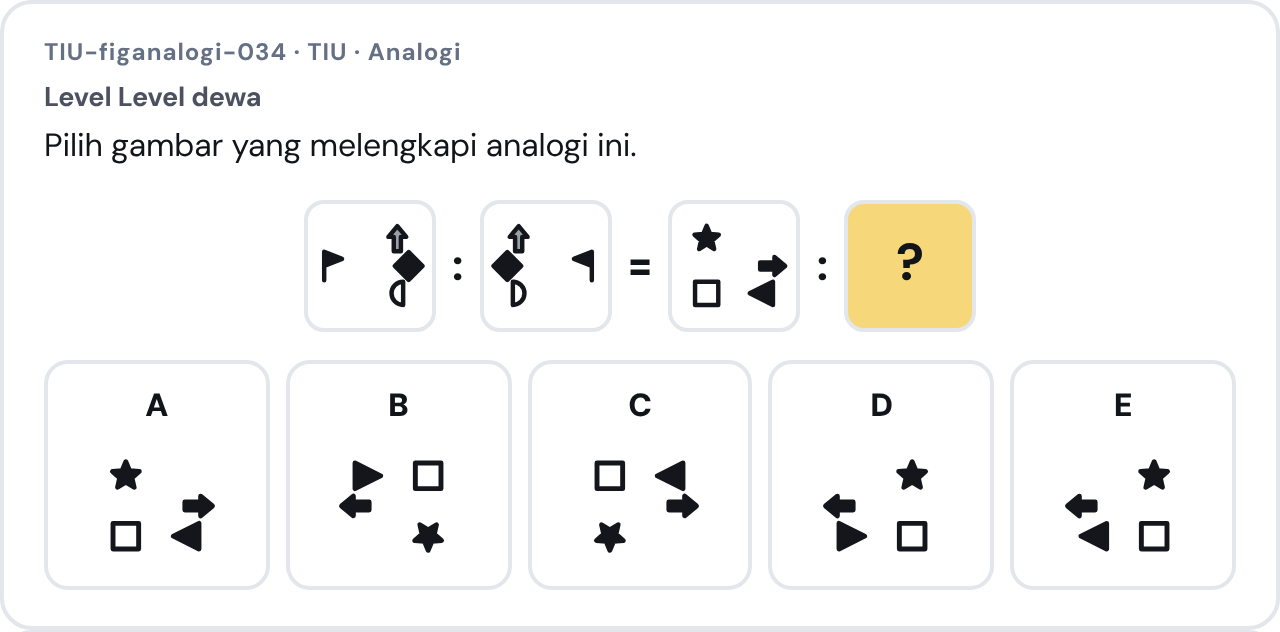 TIU-figanalogi-034 · TIU · Analogi
Level Level dewa
Pilih gambar yang melengkapi analogi ini.
: = : ?
A B C D E